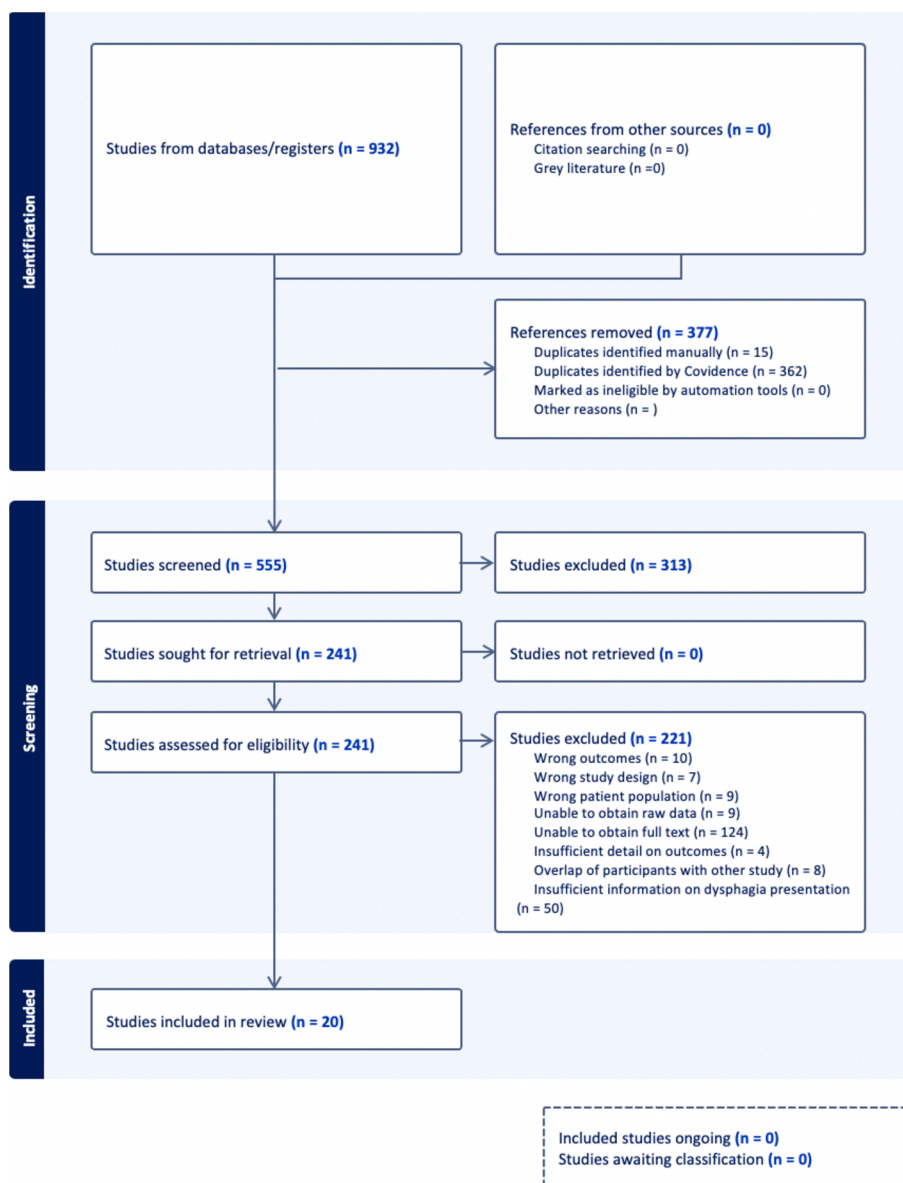 Identification
Studies from databases/registers (n = 932)
References from other sources (n = 0)
Citation searching (n = 0)
Grey literature (n =0)
References removed (n = 377)
Duplicates identified manually (n = 15)
Duplicates identified by Covidence (n = 362)
Marked as ineligible by automation tools (n = 0)
Other reasons (n = )
Screening
Studies screened (n = 555)
Studies excluded (n = 313)
Studies sought for retrieval (n = 241)
Studies not retrieved (n = 0)
Studies assessed for eligibility (n = 241)
Studies excluded (n = 221)
Wrong outcomes (n = 10)
Wrong study design (n = 7)
Wrong patient population (n = 9)
Unable to obtain raw data (n = 9)
Unable to obtain full text (n = 124)
Insufficient detail on outcomes (n = 4)
Overlap of participants with other study (n = 8)
Insufficient information on dysphagia presentation
(n = 50)
Included
Studies included in review (n = 20)
Included studies ongoing (n = 0)
Studies awaiting classification (n = 0)